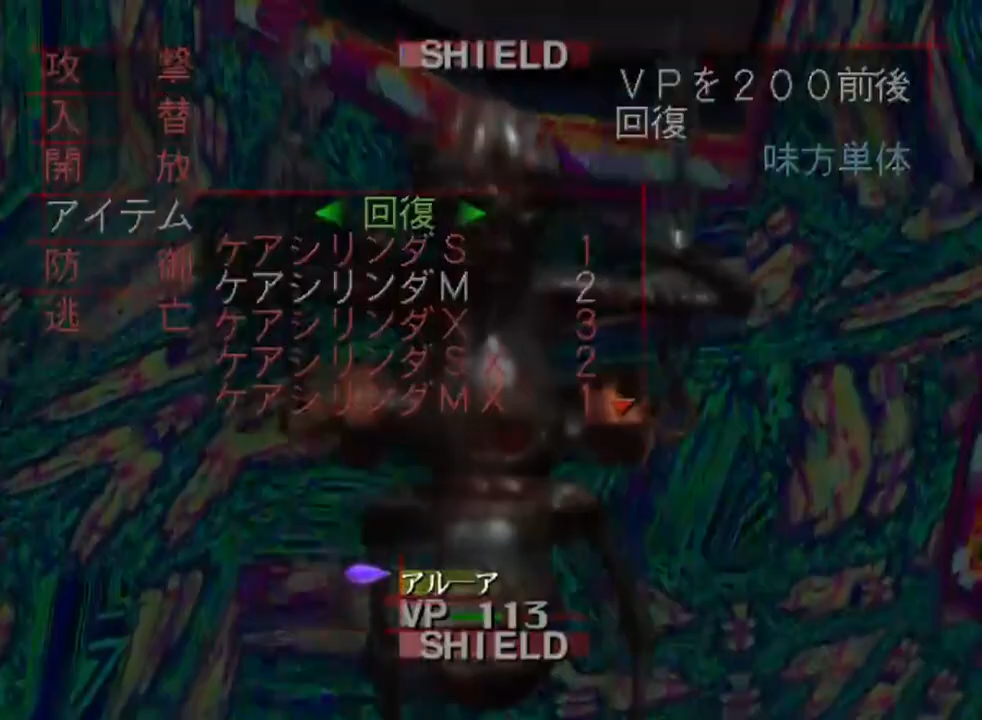 SHIELD
攻撃
入替
開放
アイテム
防御
逃亡
VPを200前後
回復
味方単体
回復
ケアシリンダS 1
ケアシリンダM 2
ケアシリンダX 3
ケアシリンダSX 2
ケアシリンダMX 1
アルーア
VP 113
SHIELD